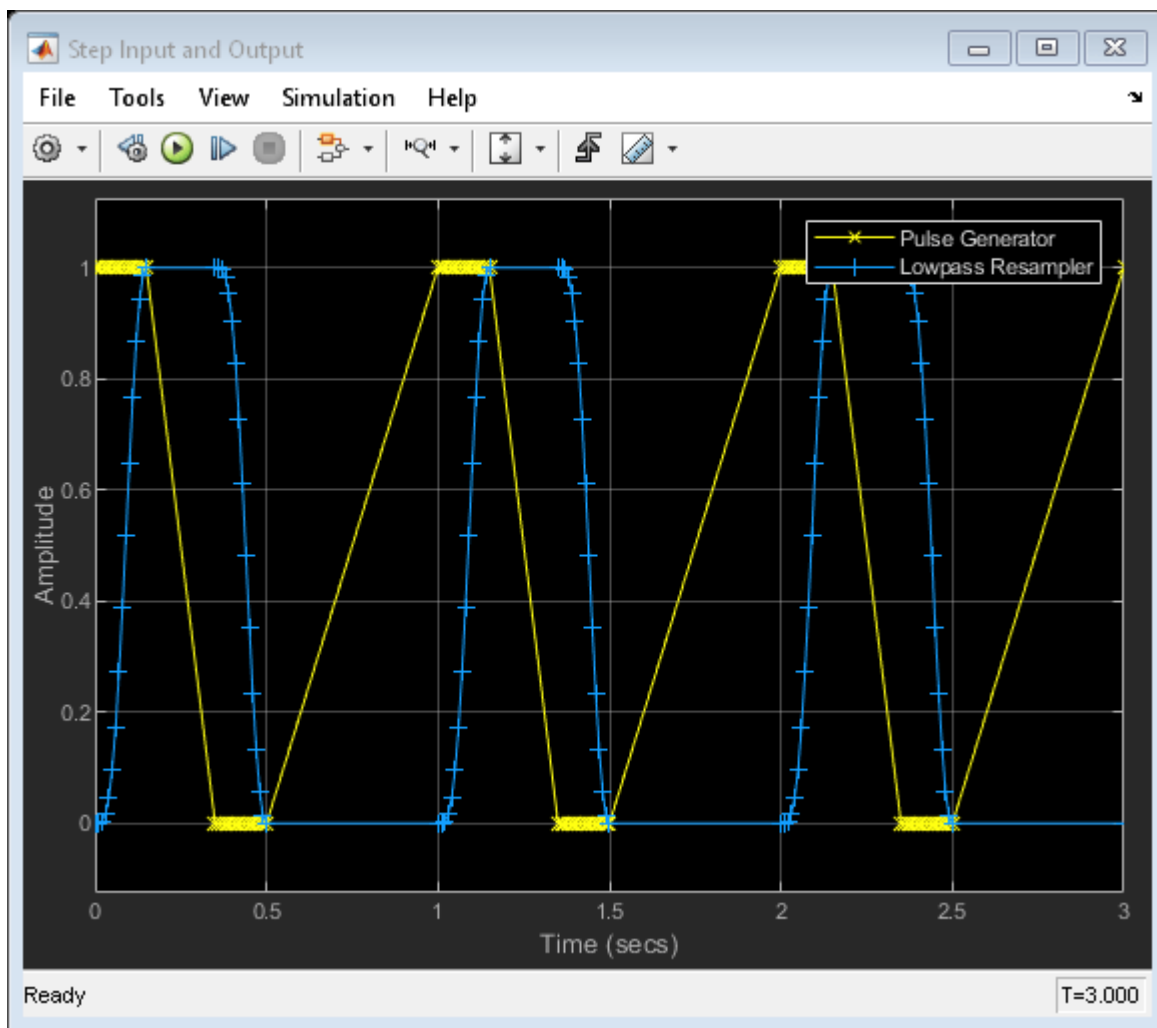 Step Input and Output
File Tools View Simulation Help
Pulse Generator
Lowpass Resampler
1
0.8
0.6
0.4
0.2
0
Amplitude
0 0.5 1 1.5 2 2.5 3
Time (secs)
Ready T=3.000